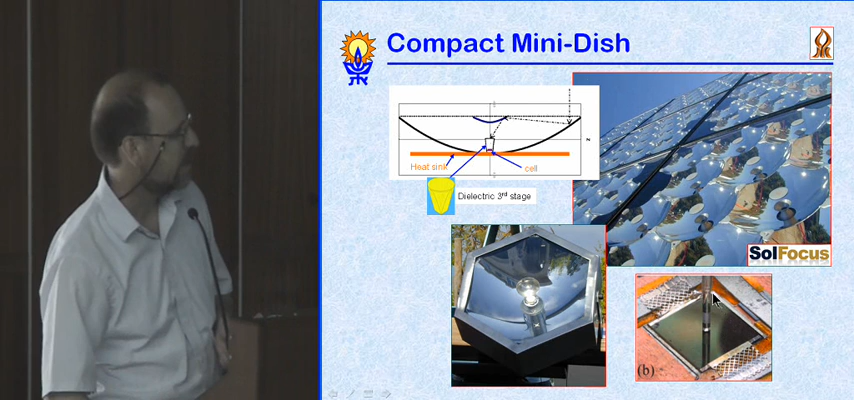 Compact Mini-Dish
z
Heat sink
cell
Dielectric 3rd stage
SolFocus
(b)